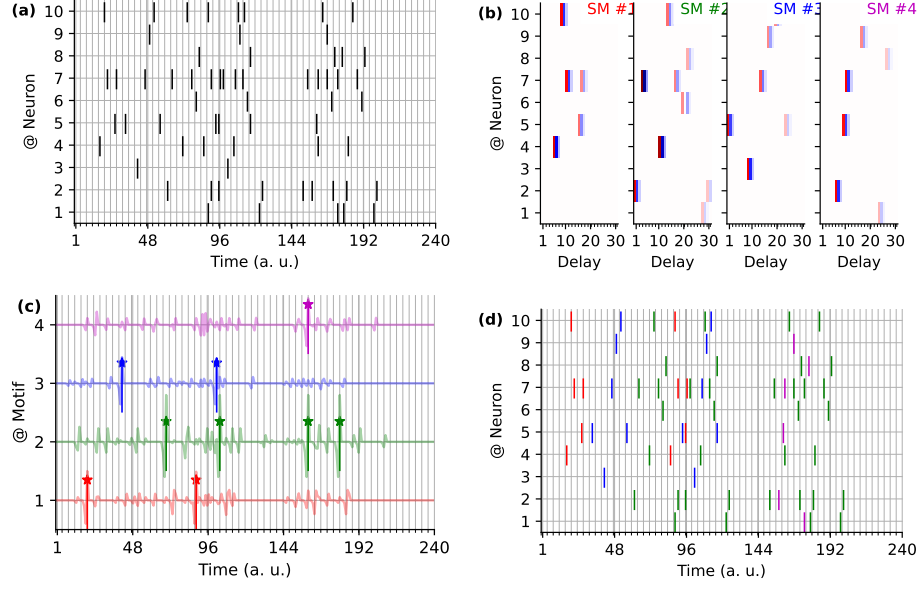 (a)
@ Neuron
10
9
8
7
6
5
4
3
2
1
1 48 96 144 192 240
Time (a. u.)
(b)
SM #1 SM #2 SM #3 SM #4
@ Neuron
10
9
8
7
6
5
4
3
2
1
1 10 20 30 1 10 20 30 1 10 20 30 1 10 20 30
Delay Delay Delay Delay
(c)
@ Motif
4
3
2
1
1 48 96 144 192 240
Time (a. u.)
(d)
@ Neuron
10
9
8
7
6
5
4
3
2
1
1 48 96 144 192 240
Time (a. u.)